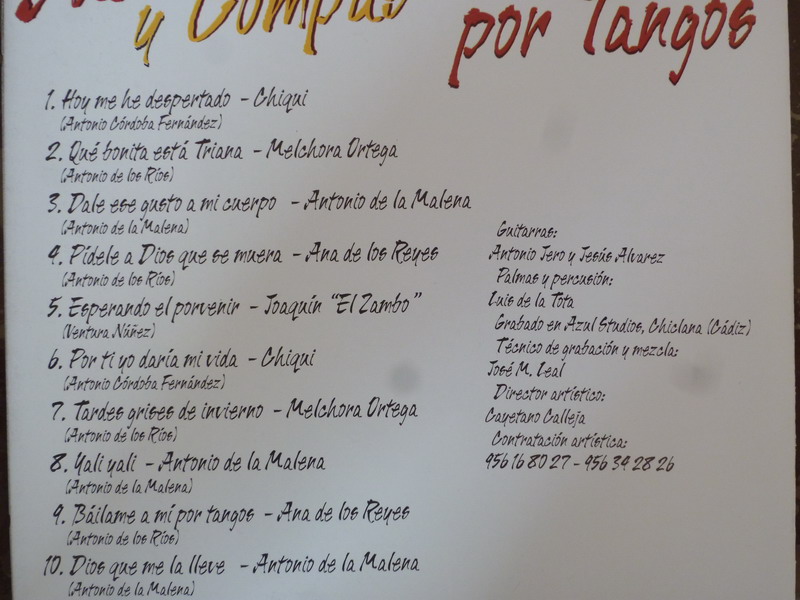 y Compás
por Tangos
1. Hoy me he despertado - Chiqui
(Antonio Córdoba Fernández)
2. Qué bonita está Triana - Melchora Ortega
(Antonio de los Ríos)
3. Dale ese gusto a mi cuerpo - Antonio de la Malena
(Antonio de la Malena)
4. Pídele a Dios que se muera - Ana de los Reyes
(Antonio de los Ríos)
5. Esperando el porvenir - Joaquín "El Zambo"
(Ventura Núñez)
6. Por ti yo daría mi vida - Chiqui
(Antonio Córdoba Fernández)
7. Tardes grises de invierno - Melchora Ortega
(Antonio de los Ríos)
8. Yali yali - Antonio de la Malena
(Antonio de la Malena)
9. Báilame a mí por tangos - Ana de los Reyes
(Antonio de los Ríos)
10. Dios que me la lleve - Antonio de la Malena
(Antonio de la Malena)
Guitarras:
Antonio Jero y Jesús Alvarez
Palmas y percusión:
Luis de la Tota
Grabado en Azul Studios, Chiclana (Cádiz)
Técnico de grabación y mezcla:
José M. Leal
Director artístico:
Cayetano Calleja
Contratación artística:
956 16 80 27 - 956 34 28 26